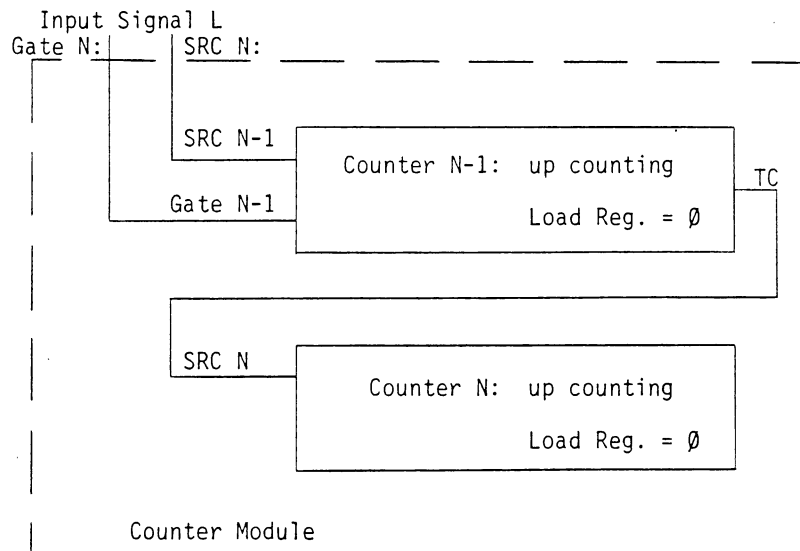 Input Signal L
Gate N: SRC N:
SRC N-1
Counter N-1: up counting
TC
Gate N-1
Load Reg. = Ø
SRC N
Counter N: up counting
Load Reg. = Ø
Counter Module